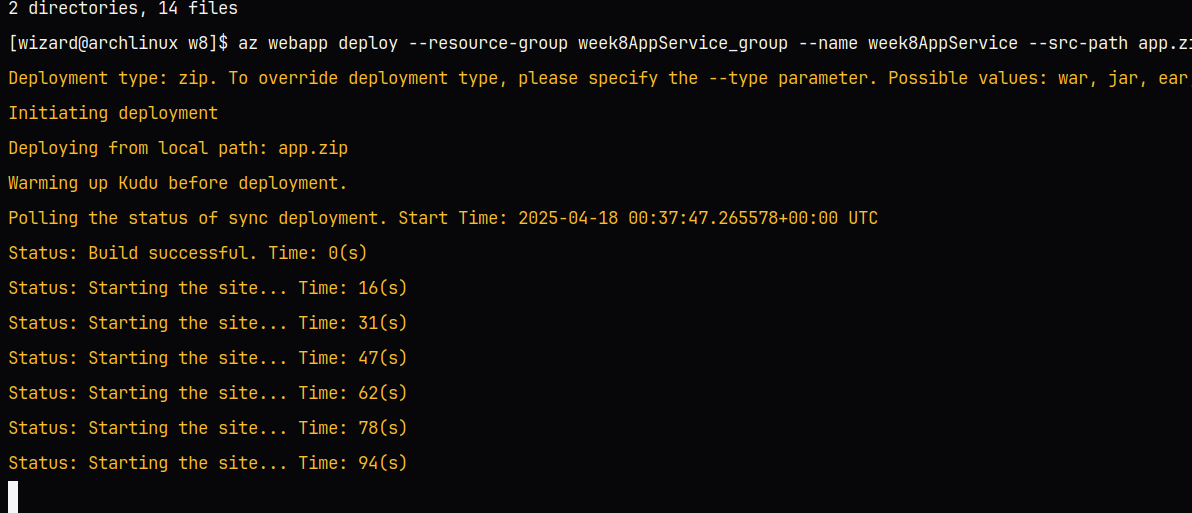 2 directories, 14 files
[wizard@archlinux w8]$ az webapp deploy --resource-group week8AppService_group --name week8AppService --src-path app.zi
Deployment type: zip. To override deployment type, please specify the --type parameter. Possible values: war, jar, ear
Initiating deployment
Deploying from local path: app.zip
Warming up Kudu before deployment.
Polling the status of sync deployment. Start Time: 2025-04-18 00:37:47.265578+00:00 UTC
Status: Build successful. Time: 0(s)
Status: Starting the site... Time: 16(s)
Status: Starting the site... Time: 31(s)
Status: Starting the site... Time: 47(s)
Status: Starting the site... Time: 62(s)
Status: Starting the site... Time: 78(s)
Status: Starting the site... Time: 94(s)